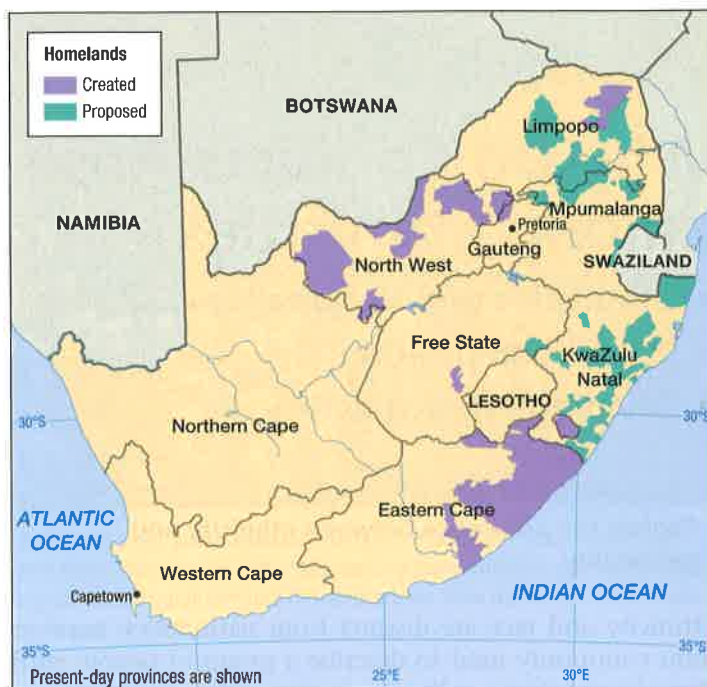 Homelands
Created
Proposed
BOTSWANA
Limpopo
NAMIBIA
Mpumalanga
Pretoria
Gauteng
SWAZILAND
North West
Free State
KwaZulu
Natal
LESOTHO
30°S
30°S
Northern Cape
Eastern Cape
ATLANTIC
OCEAN
Western Cape
INDIAN OCEAN
Capetown
35°S
20°E
25°E
30°E
Present-day provinces are shown